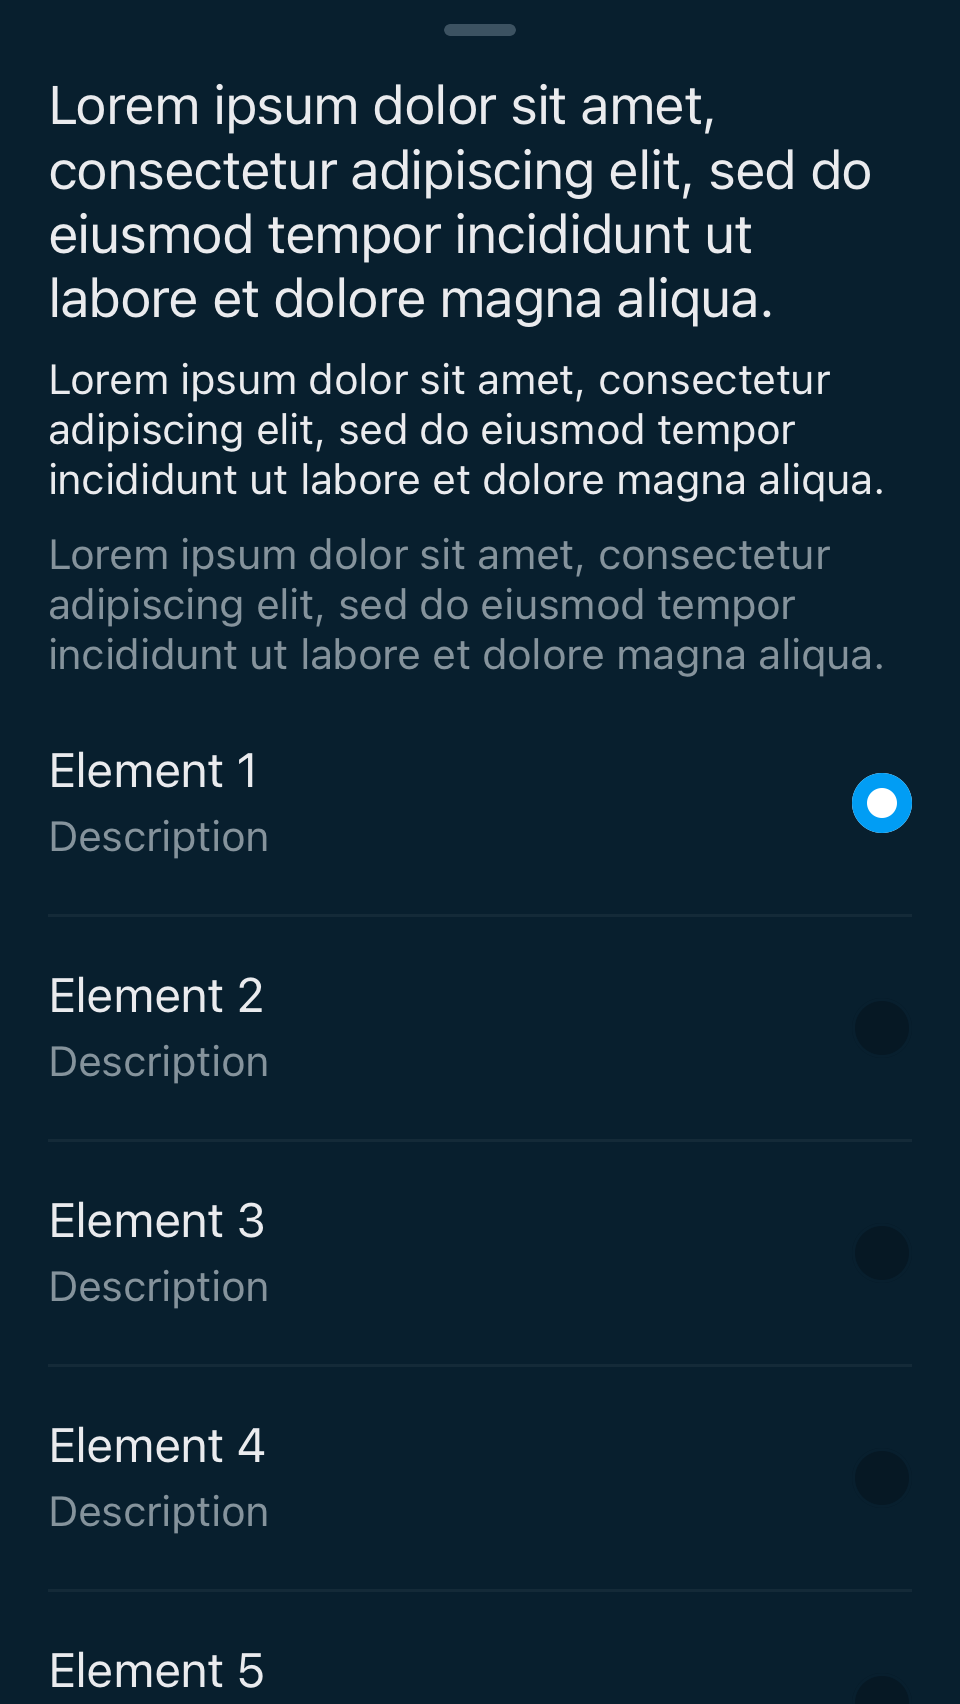 Lorem ipsum dolor sit amet,
consectetur adipiscing elit, sed do
eiusmod tempor incididunt ut
labore et dolore magna aliqua.
Lorem ipsum dolor sit amet, consectetur
adipiscing elit, sed do eiusmod tempor
incididunt ut labore et dolore magna aliqua.
Lorem ipsum dolor sit amet, consectetur
adipiscing elit, sed do eiusmod tempor
incididunt ut labore et dolore magna aliqua.
Element 1
Description
Element 2
Description
Element 3
Description
Element 4
Description
Element 5